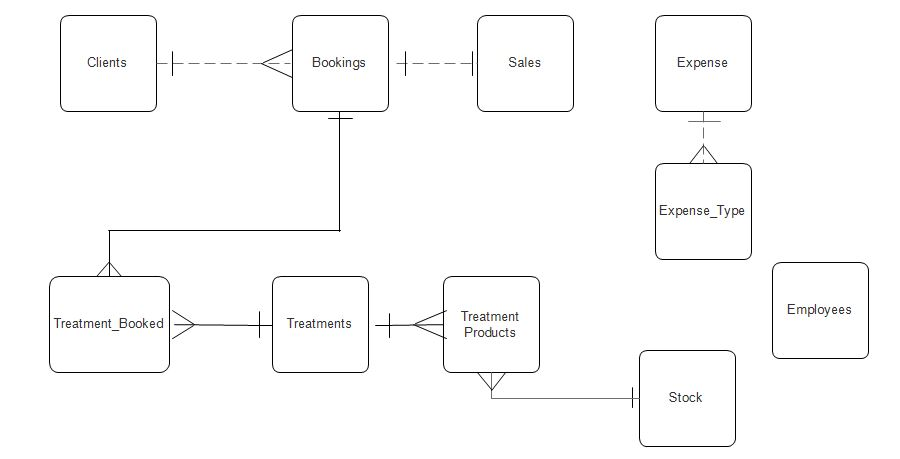 Clients
Bookings
Sales
Expense
Expense_Type
Employees
Treatment_Booked
Treatments
Treatment
Products
Stock